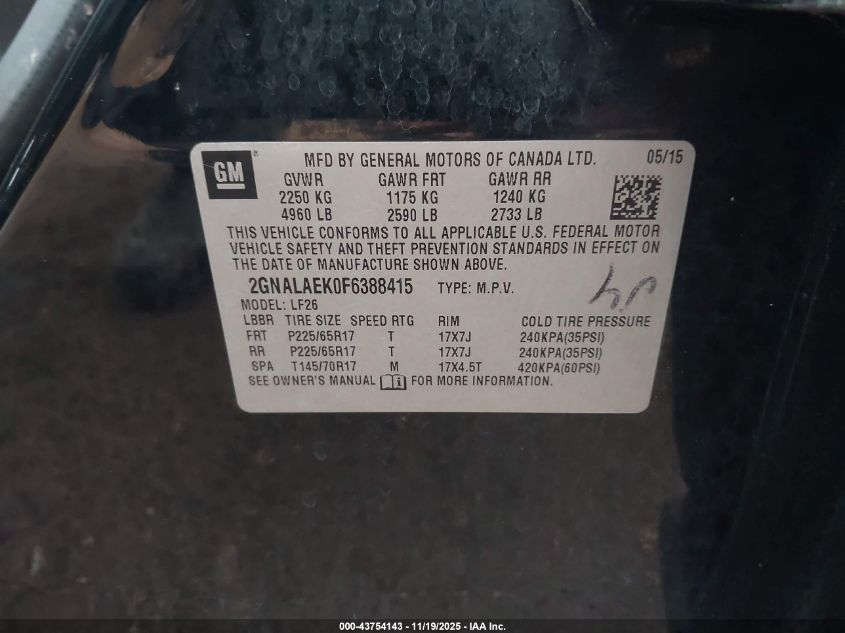 GM
MFD BY GENERAL MOTORS OF CANADA LTD. 05/15
GVWR GAWR FRT GAWR RR
2250 KG 1175 KG 1240 KG
4960 LB 2590 LB 2733 LB
THIS VEHICLE CONFORMS TO ALL APPLICABLE U.S. FEDERAL MOTOR
VEHICLE SAFETY AND THEFT PREVENTION STANDARDS IN EFFECT ON
THE DATE OF MANUFACTURE SHOWN ABOVE.
2GNALAEK0F6388415 TYPE: M.P.V.
MODEL: LF26
LBBR TIRE SIZE SPEED RTG RIM COLD TIRE PRESSURE
FRT P225/65R17 T 17X7J 240KPA(35PSI)
RR P225/65R17 T 17X7J 240KPA(35PSI)
SPA T145/70R17 M 17X4.5T 420KPA(60PSI)
SEE OWNER'S MANUAL FOR MORE INFORMATION.
000-43754143 - 11/19/2025 - IAA Inc.